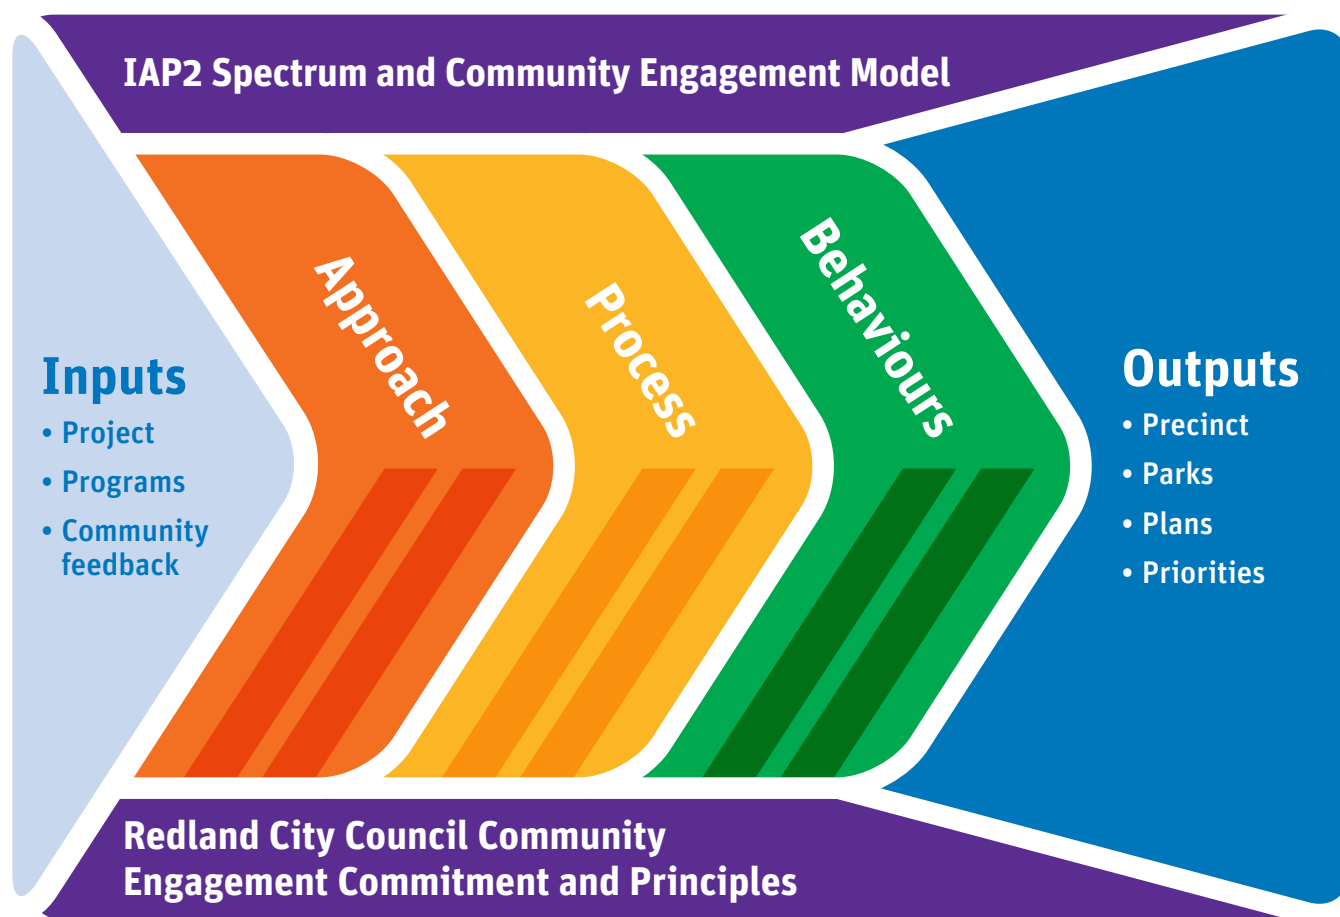 IAP2 Spectrum and Community Engagement Model
Inputs
• Project
• Programs
• Community
feedback
Approach
Process
Behaviours
Outputs
• Precinct
• Parks
• Plans
• Priorities
Redland City Council Community
Engagement Commitment and Principles